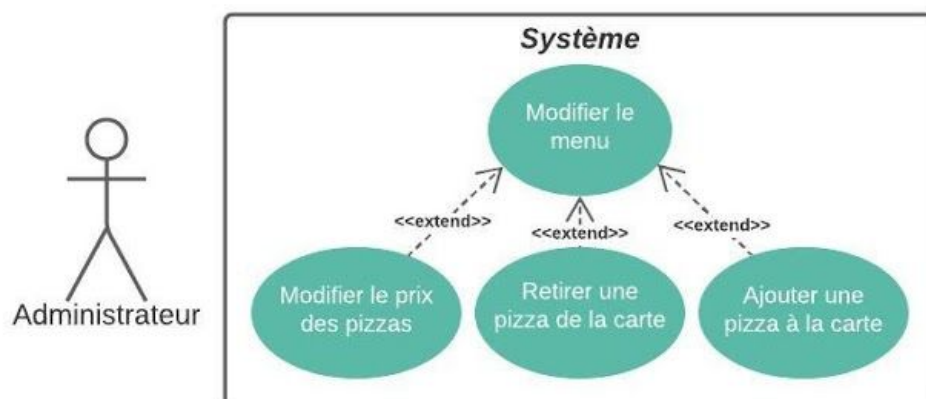 Système
Modifier le
menu
<<extend>>
<<extend>>
<<extend>>
Modifier le prix
des pizzas
Retirer une
pizza de la carte
Ajouter une
pizza à la carte
Administrateur